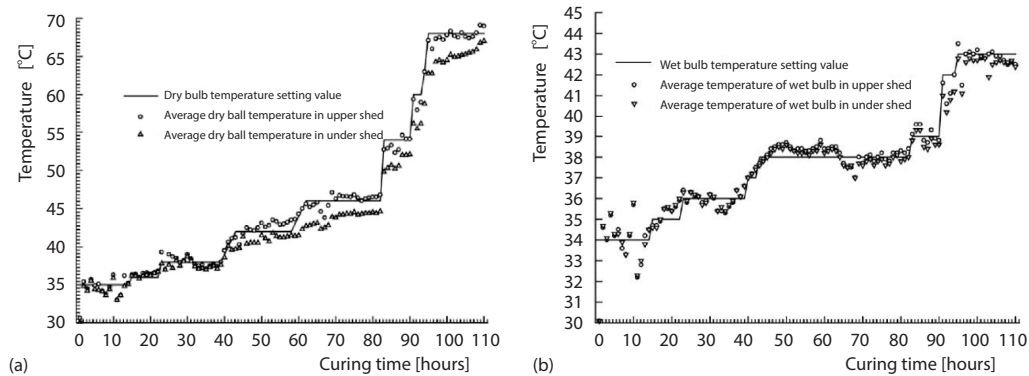 Temperature [°C]
70
65
60
55
50
45
40
35
30
Dry bulb temperature setting value
Average dry ball temperature in upper shed
Average dry ball temperature in under shed
0 10 20 30 40 50 60 70 80 90 100 110
(a)
Curing time [hours]
Temperature [°C]
45
44
43
42
41
40
39
38
37
36
35
34
33
32
31
30
Wet bulb temperature setting value
Average temperature of wet bulb in upper shed
Average temperature of wet bulb in under shed
0 10 20 30 40 50 60 70 80 90 100 110
(b)
Curing time [hours]